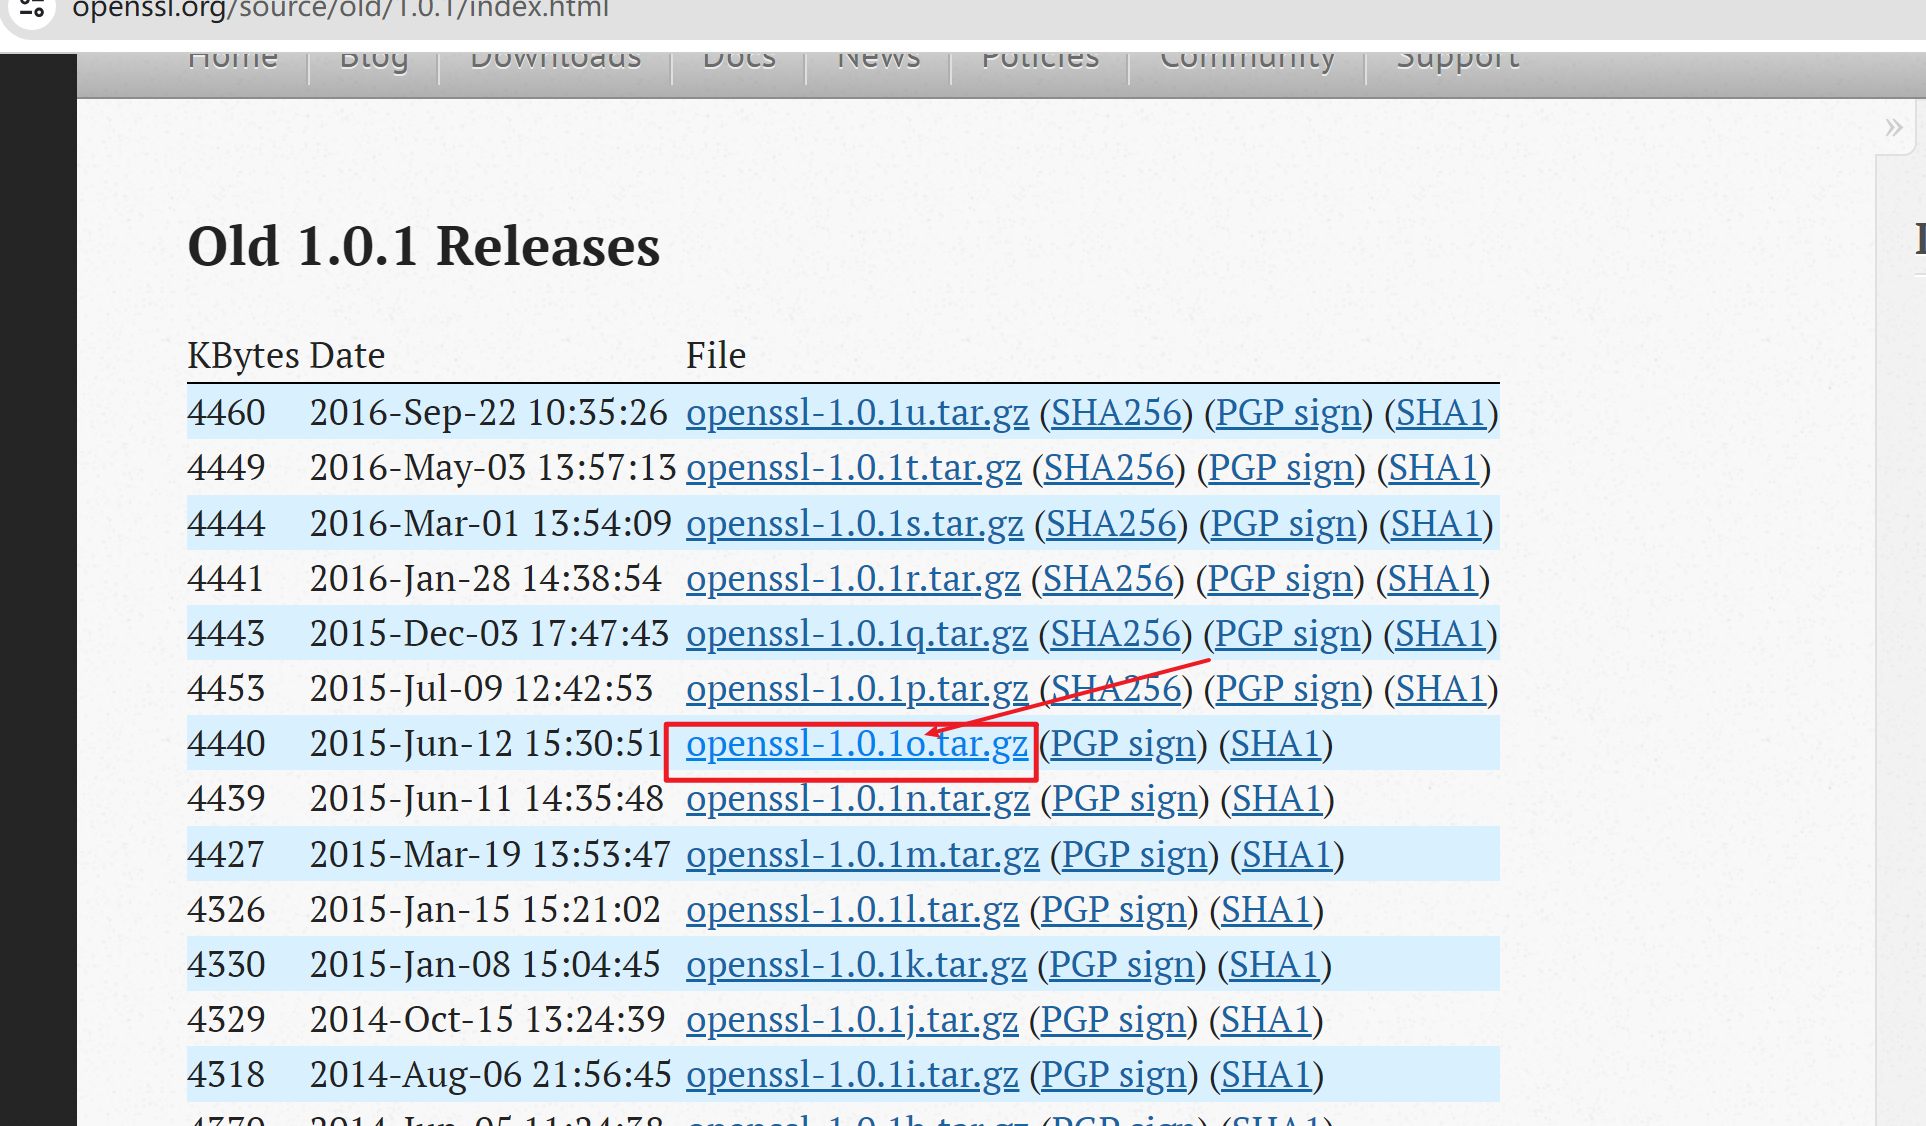 openssl.org/source/old/1.0.1/index.html
Home Blog Downloads Docs News Policies Community Support
»
Old 1.0.1 Releases
KBytes Date File
4460 2016-Sep-22 10:35:26 openssl-1.0.1u.tar.gz (SHA256) (PGP sign) (SHA1)
4449 2016-May-03 13:57:13 openssl-1.0.1t.tar.gz (SHA256) (PGP sign) (SHA1)
4444 2016-Mar-01 13:54:09 openssl-1.0.1s.tar.gz (SHA256) (PGP sign) (SHA1)
4441 2016-Jan-28 14:38:54 openssl-1.0.1r.tar.gz (SHA256) (PGP sign) (SHA1)
4443 2015-Dec-03 17:47:43 openssl-1.0.1q.tar.gz (SHA256) (PGP sign) (SHA1)
4453 2015-Jul-09 12:42:53 openssl-1.0.1p.tar.gz (SHA256) (PGP sign) (SHA1)
4440 2015-Jun-12 15:30:51 openssl-1.0.1o.tar.gz (PGP sign) (SHA1)
4439 2015-Jun-11 14:35:48 openssl-1.0.1n.tar.gz (PGP sign) (SHA1)
4427 2015-Mar-19 13:53:47 openssl-1.0.1m.tar.gz (PGP sign) (SHA1)
4326 2015-Jan-15 15:21:02 openssl-1.0.1l.tar.gz (PGP sign) (SHA1)
4330 2015-Jan-08 15:04:45 openssl-1.0.1k.tar.gz (PGP sign) (SHA1)
4329 2014-Oct-15 13:24:39 openssl-1.0.1j.tar.gz (PGP sign) (SHA1)
4318 2014-Aug-06 21:56:45 openssl-1.0.1i.tar.gz (PGP sign) (SHA1)
openssl-1.0.1h.tar.gz (PGP sign) (SHA1)